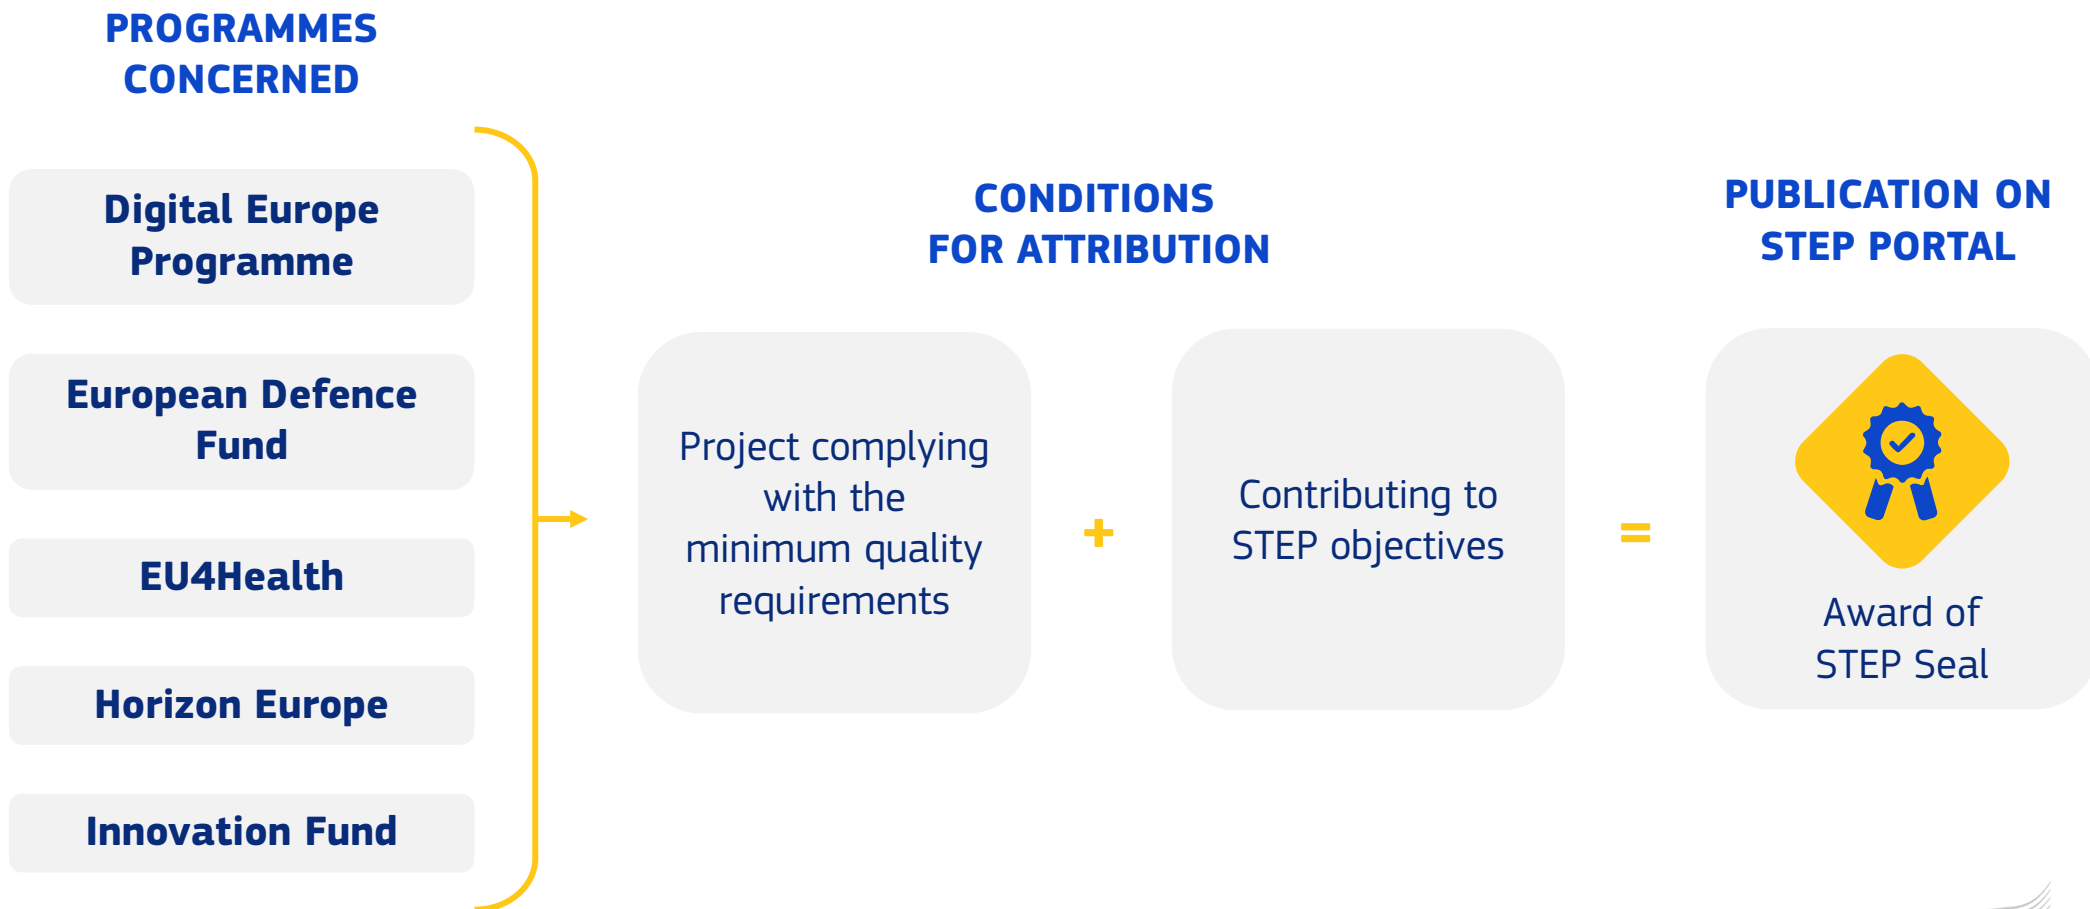 PROGRAMMES
CONCERNED
Digital Europe
Programme
European Defence
Fund
EU4Health
Horizon Europe
Innovation Fund
CONDITIONS
FOR ATTRIBUTION
Project complying
with the
minimum quality
requirements
+
Contributing to
STEP objectives
=
PUBLICATION ON
STEP PORTAL
Award of
STEP Seal